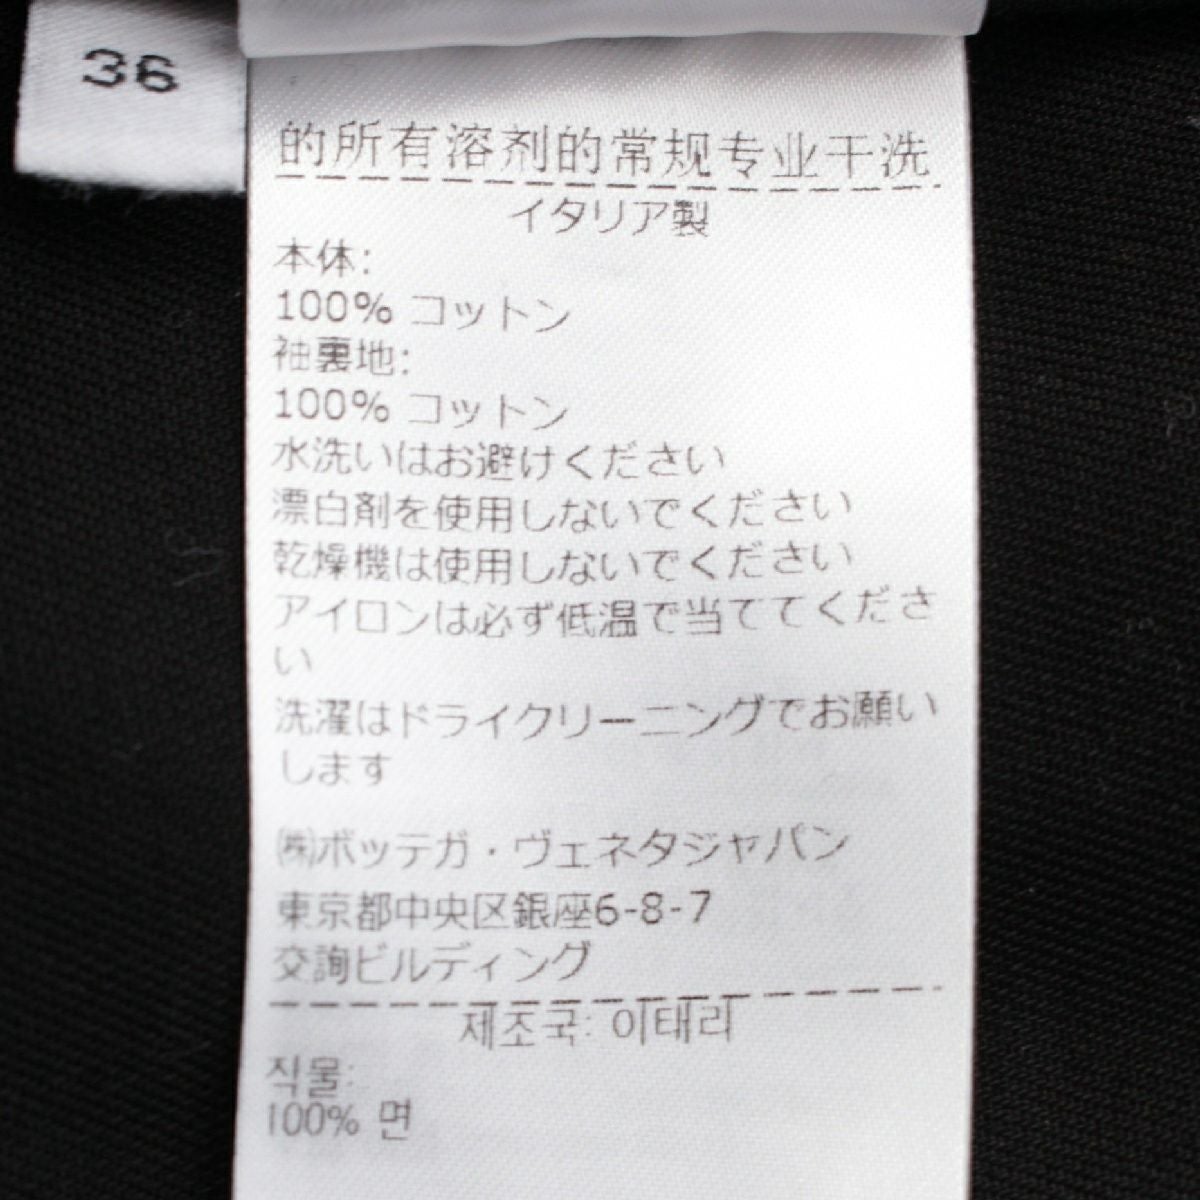 36
的所有溶剂的常规专业干洗
イタリア製
本体:
100% コットン
袖裏地:
100% コットン
水洗いはお避けください
漂白剤を使用しないでください
乾燥機は使用しないでください
アイロンは必ず低温で当ててくださ
い
洗濯はドライクリーニングでお願い
します
㈱ボッテガ・ヴェネタジャパン
東京都中央区銀座6-8-7
交詢ビルディング
제조국: 이태리
직물:
100% 면